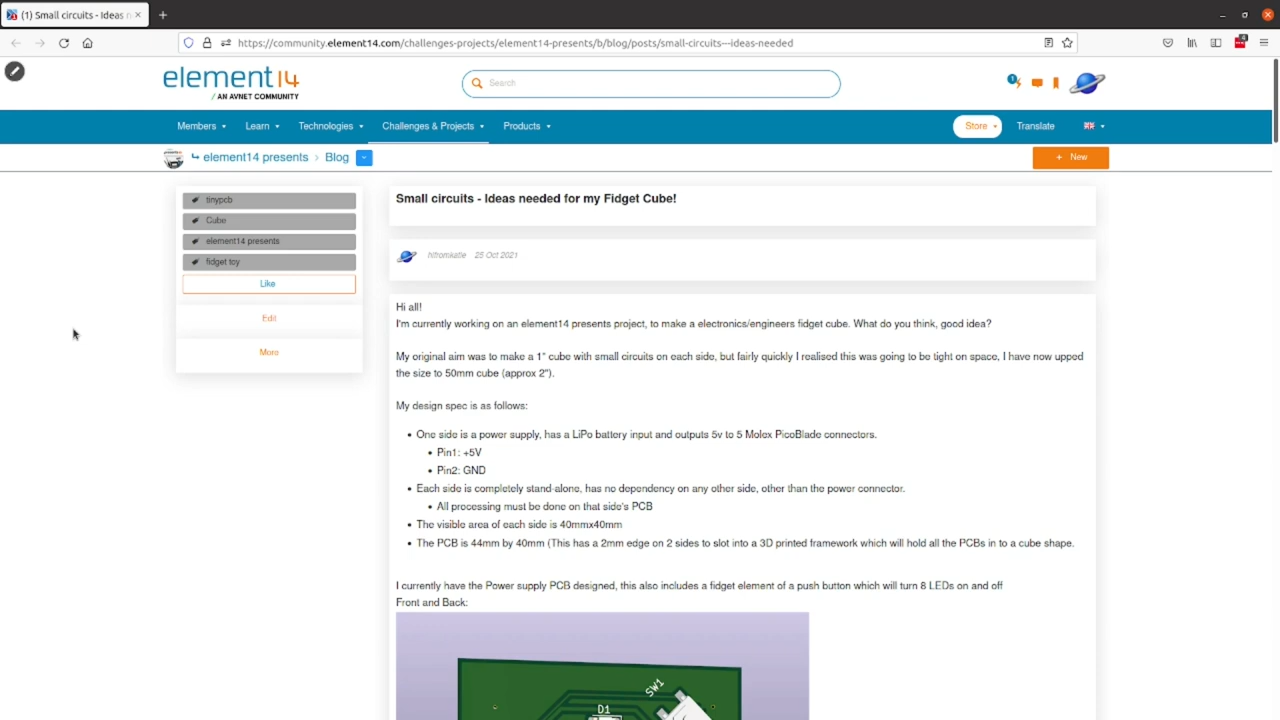 (1) Small circuits - Ideas n
https://community.element14.com/challenges-projects/element14-presents/b/blog/posts/small-circuits---ideas-needed
4
element14
/ AN AVNET COMMUNITY
Search
1
Members
Learn
Technologies
Challenges & Projects
Products
Store
Translate
element14 presents > Blog
+ New
tinypcb
Cube
element14 presents
fidget toy
Like
Edit
More
Small circuits - Ideas needed for my Fidget Cube!
hifromkatie 25 Oct 2021
Hi all!
I'm currently working on an element14 presents project, to make a electronics/engineers fidget cube. What do you think, good idea?
My original aim was to make a 1" cube with small circuits on each side, but fairly quickly I realised this was going to be tight on space, I have now upped
the size to 50mm cube (approx 2").
My design spec is as follows:
• One side is a power supply, has a LiPo battery input and outputs 5v to 5 Molex PicoBlade connectors.
• Pin1: +5V
• Pin2: GND
• Each side is completely stand-alone, has no dependency on any other side, other than the power connector.
• All processing must be done on that side's PCB
• The visible area of each side is 40mmx40mm
• The PCB is 44mm by 40mm (This has a 2mm edge on 2 sides to slot into a 3D printed framework which will hold all the PCBs in to a cube shape.
I currently have the Power supply PCB designed, this also includes a fidget element of a push button which will turn 8 LEDs on and off
Front and Back:
SW1
D1